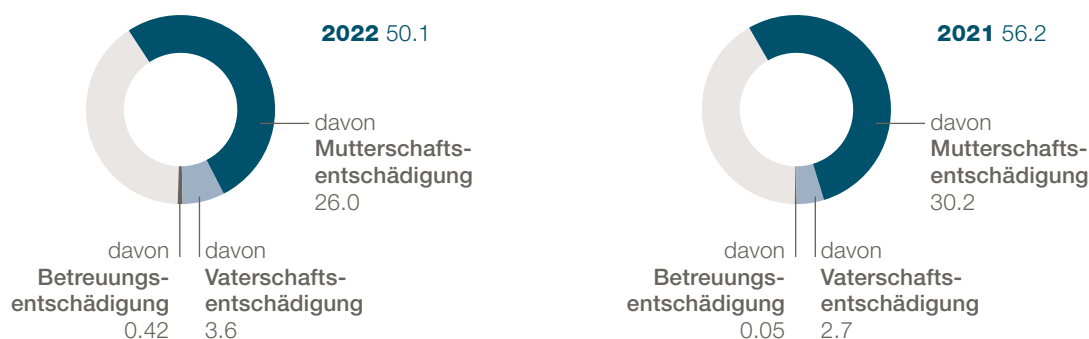 2022 50.1
davon
Mutterschafts-
entschädigung
26.0
davon
Betreuungs-
entschädigung
0.42
davon
Vaterschafts-
entschädigung
3.6
2021 56.2
davon
Mutterschafts-
entschädigung
30.2
davon
Betreuungs-
entschädigung
0.05
davon
Vaterschafts-
entschädigung
2.7